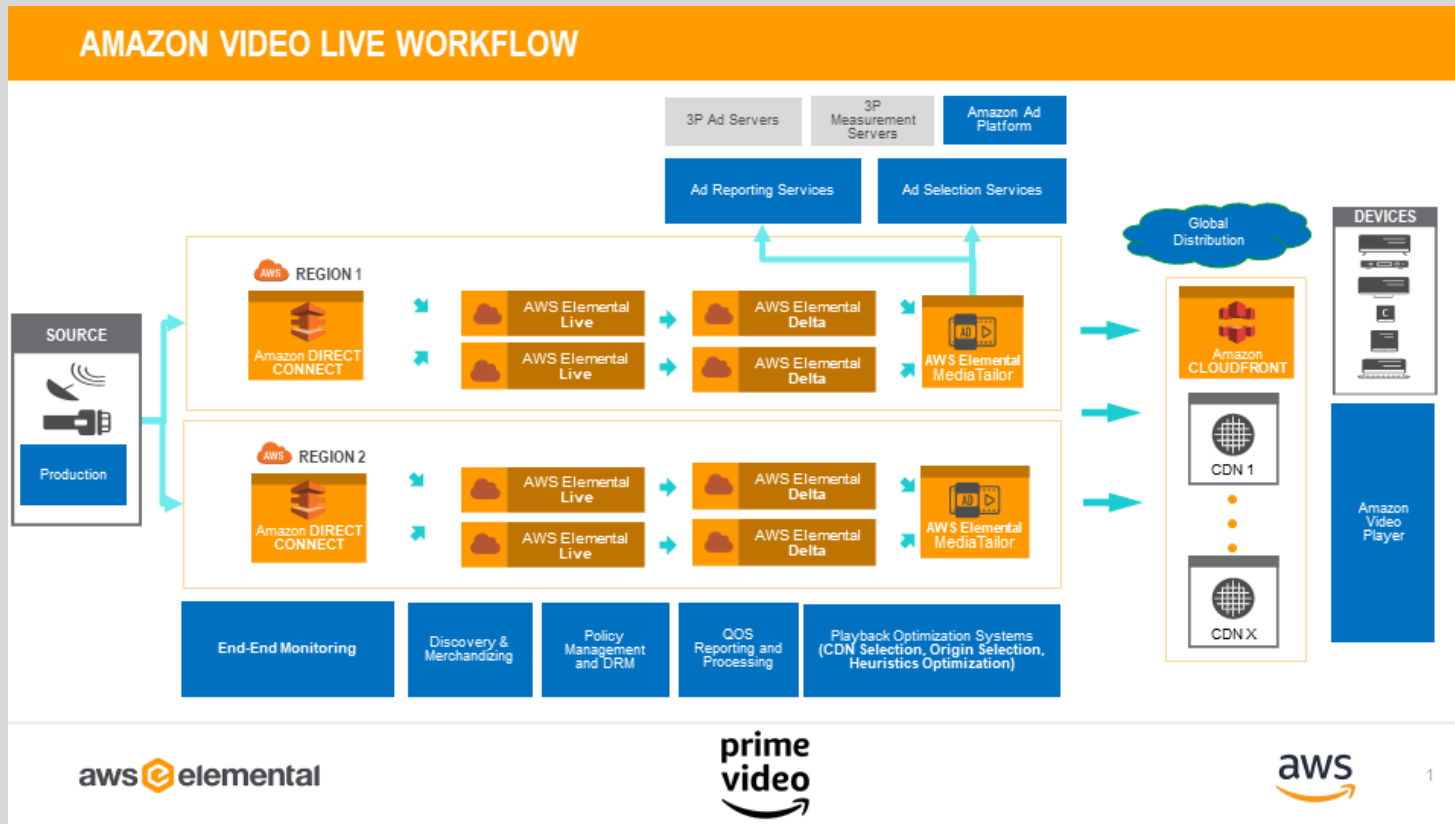 AMAZON VIDEO LIVE WORKFLOW
3P Ad Servers
3P
Measurement
Servers
Amazon Ad
Platform
Ad Reporting Services
Ad Selection Services
Global
Distribution
DEVICES
C
SOURCE
Production
AWS
REGION 1
Amazon DIRECT
CONNECT
AWS Elemental
Live
AWS Elemental
Live
AWS Elemental
Delta
AWS Elemental
Delta
AD
AWS Elemental
MediaTailor
AWS
REGION 2
Amazon DIRECT
CONNECT
AWS Elemental
Live
AWS Elemental
Live
AWS Elemental
Delta
AWS Elemental
Delta
AD
AWS Elemental
MediaTailor
Amazon
CLOUDFRONT
CDN 1
CDN X
Amazon
Video
Player
End-End Monitoring
Discovery &
Merchandizing
Policy
Management
and DRM
QOS
Reporting and
Processing
Playback Optimization Systems
(CDN Selection, Origin Selection,
Heuristics Optimization)
aws e elemental
prime
video
aws
1